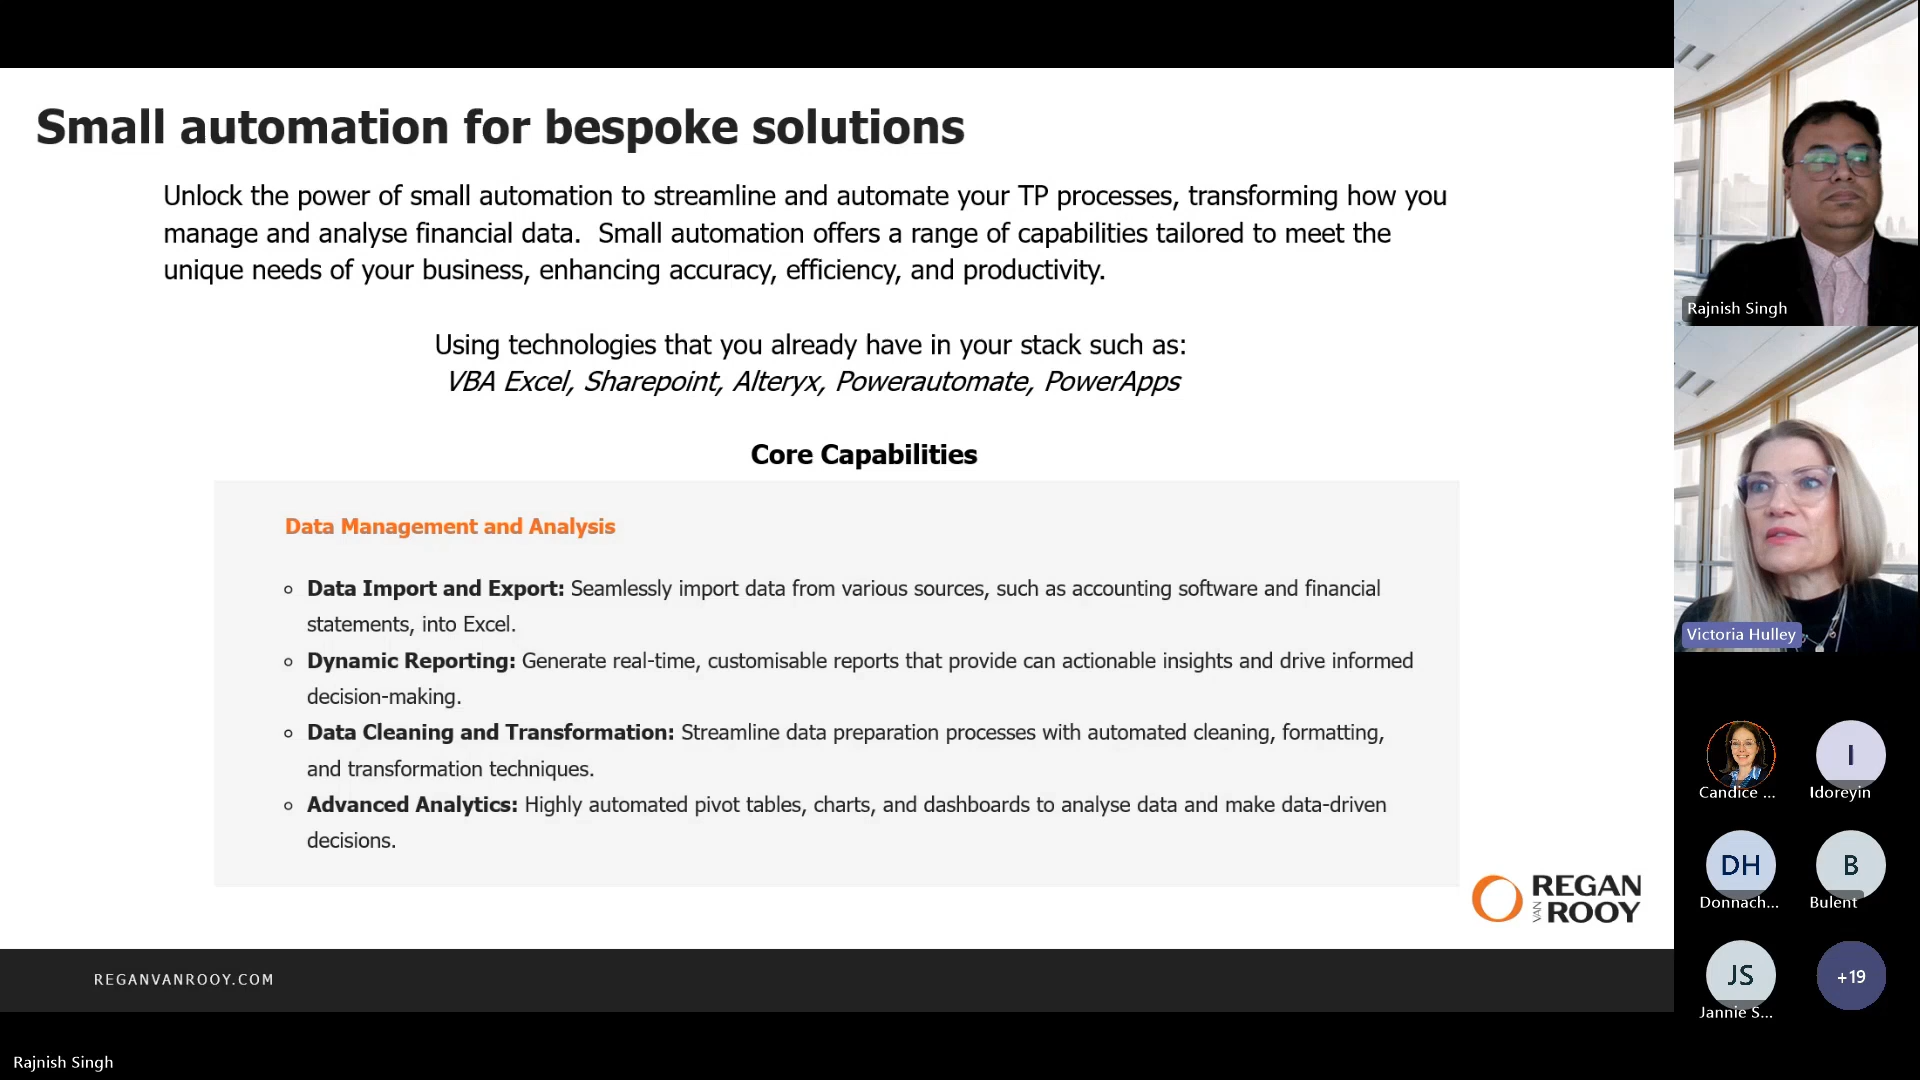 Small automation for bespoke solutions
Unlock the power of small automation to streamline and automate your TP processes, transforming how you
manage and analyse financial data.  Small automation offers a range of capabilities tailored to meet the
unique needs of your business, enhancing accuracy, efficiency, and productivity.
Using technologies that you already have in your stack such as:
VBA Excel, Sharepoint, Alteryx, Powerautomate, PowerApps
Core Capabilities
Data Management and Analysis
Data Import and Export: Seamlessly import data from various sources, such as accounting software and financial
statements, into Excel.
Dynamic Reporting: Generate real-time, customisable reports that provide can actionable insights and drive informed
decision-making.
Data Cleaning and Transformation: Streamline data preparation processes with automated cleaning, formatting,
and transformation techniques.
Advanced Analytics: Highly automated pivot tables, charts, and dashboards to analyse data and make data-driven
decisions.
REGAN
VAN ROOY
REGANVANROOY.COM
Rajnish Singh
Rajnish Singh
Victoria Hulley
Candice ...
I
Idoreyin
DH
Donnach...
B
Bulent
JS
Jannie S...
+19